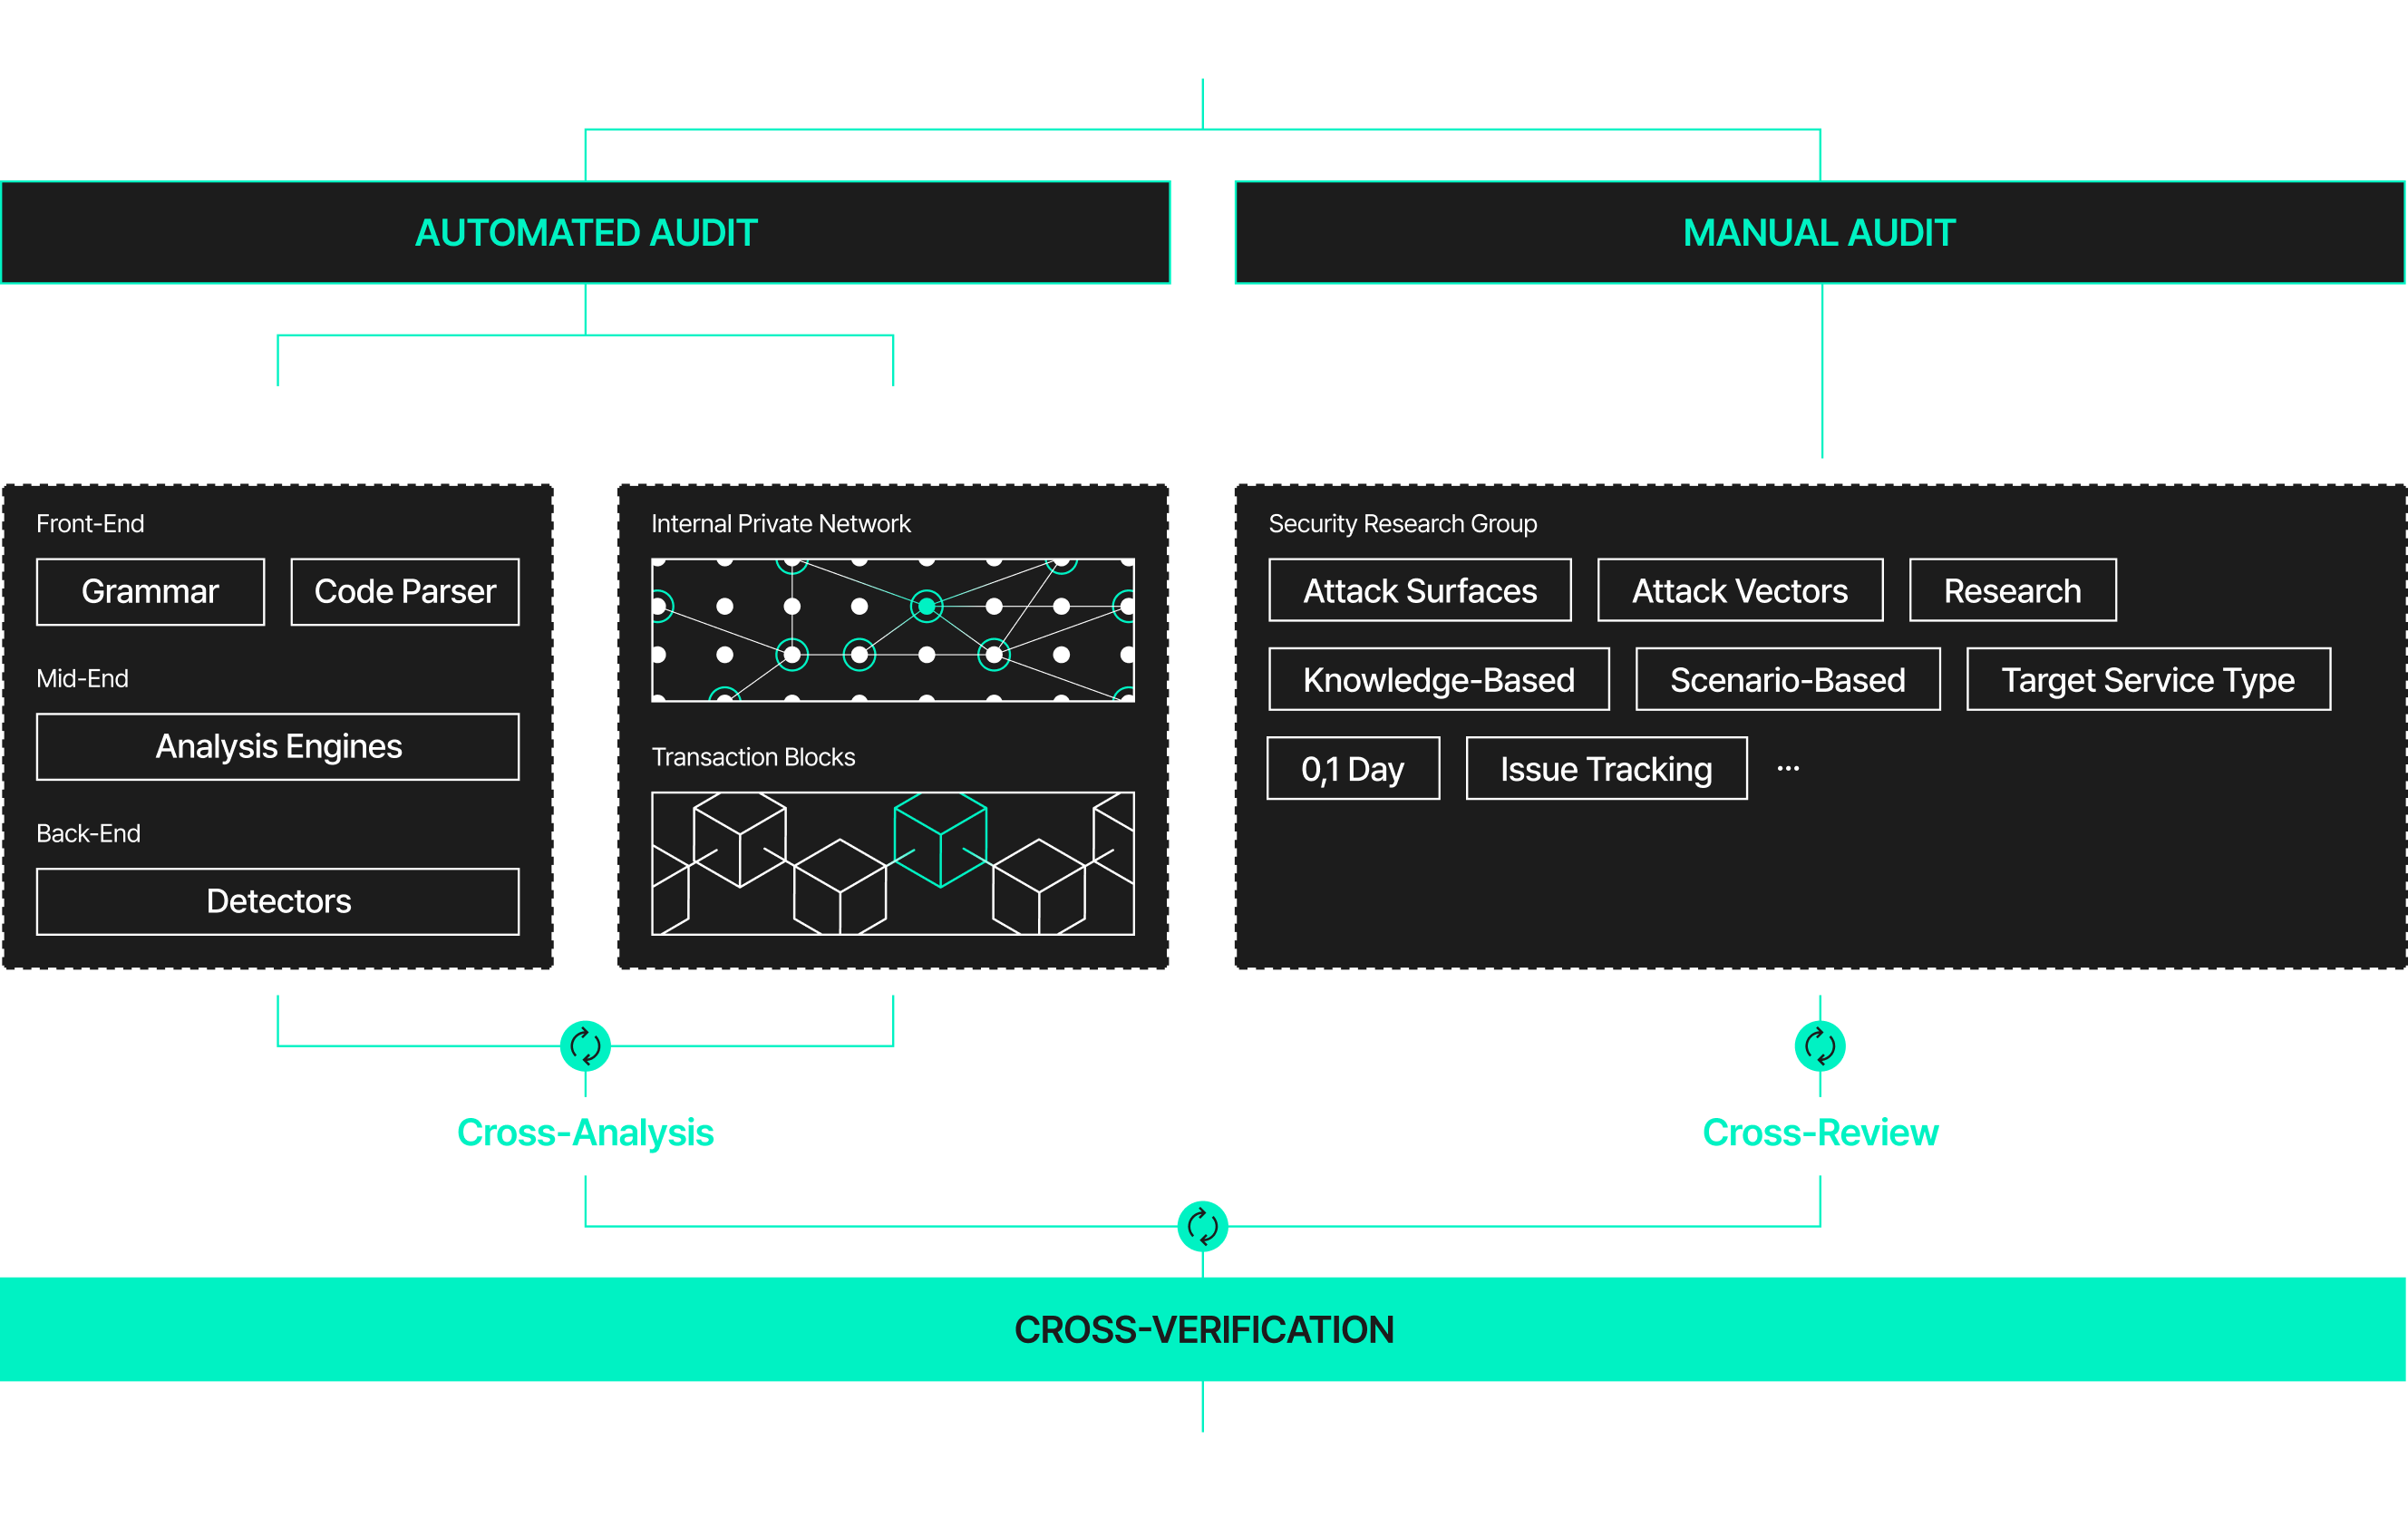 AUTOMATED AUDIT
MANUAL AUDIT
Front-End
Grammar
Code Parser
Mid-End
Analysis Engines
Back-End
Detectors
Internal Private Network
Transaction Blocks
Security Research Group
Attack Surfaces
Attack Vectors
Research
Knowledge-Based
Scenario-Based
Target Service Type
0,1 Day
Issue Tracking
...
Cross-Analysis
Cross-Review
CROSS-VERIFICATION